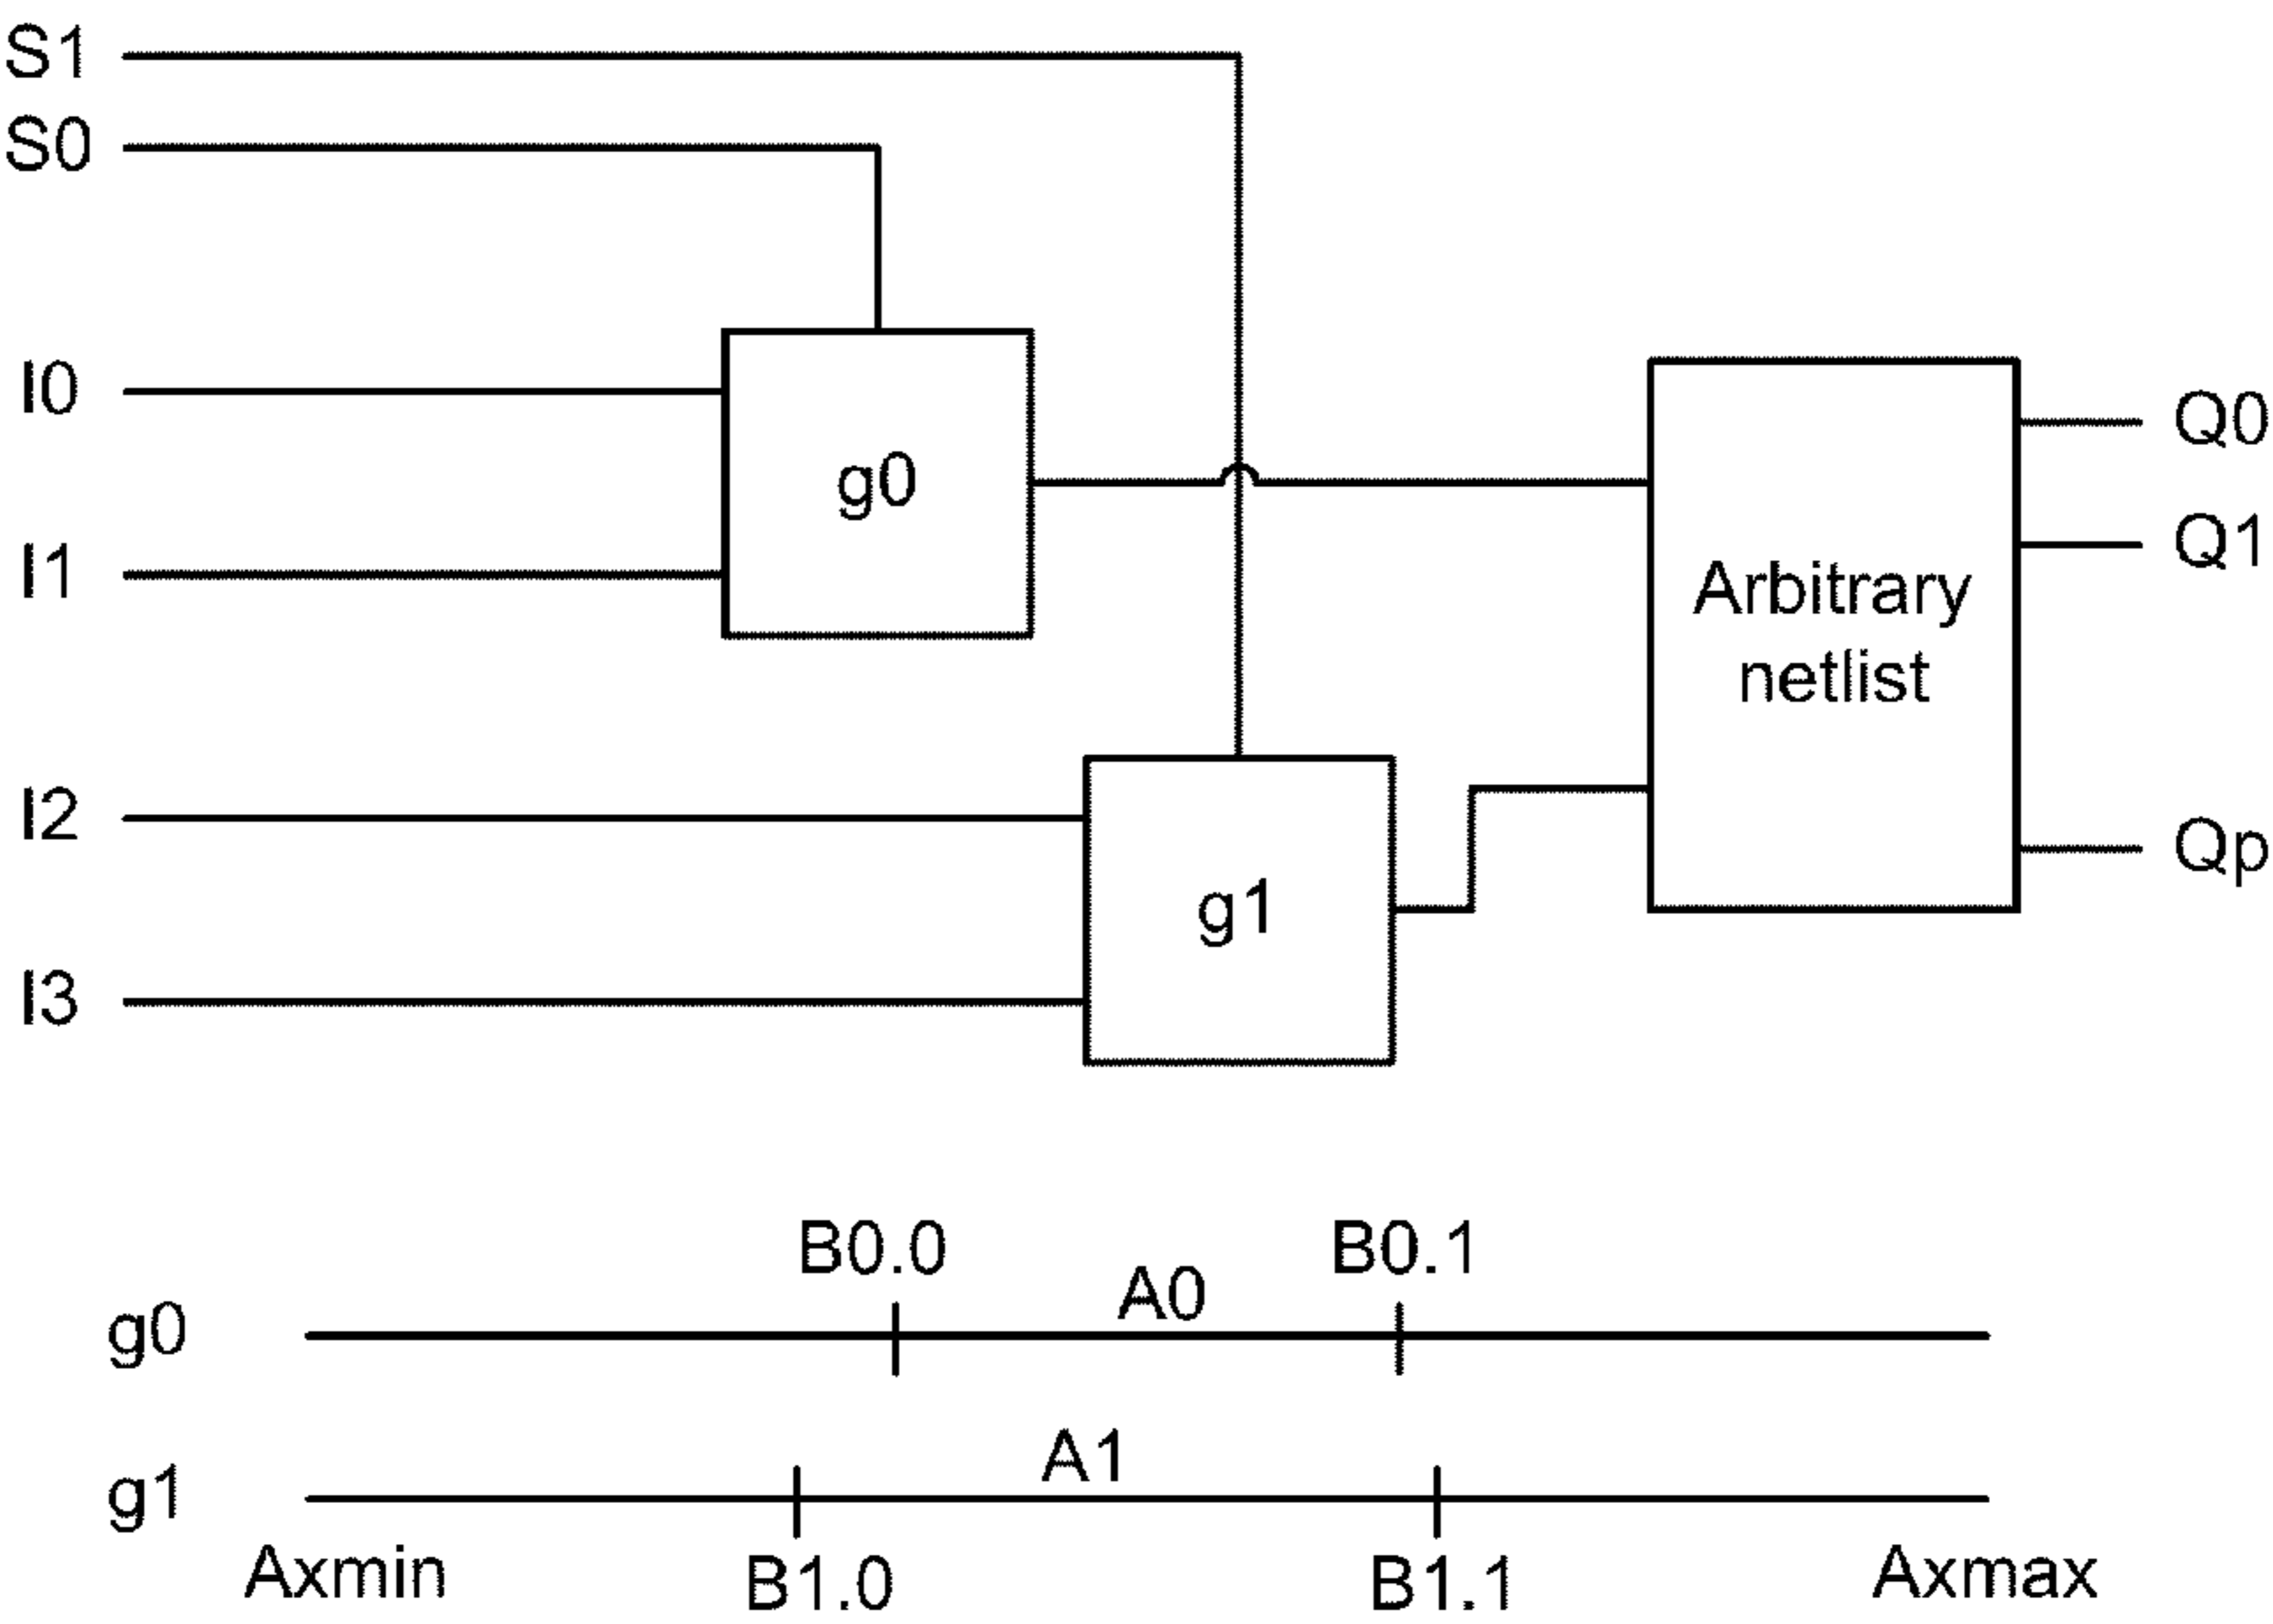 S1
S0
I0
I1
I2
I3
g0
g1
Arbitrary
netlist
Q0
Q1
Qp
B0.0
B0.1
A0
g0
A1
g1
Axmin
B1.0
B1.1
Axmax